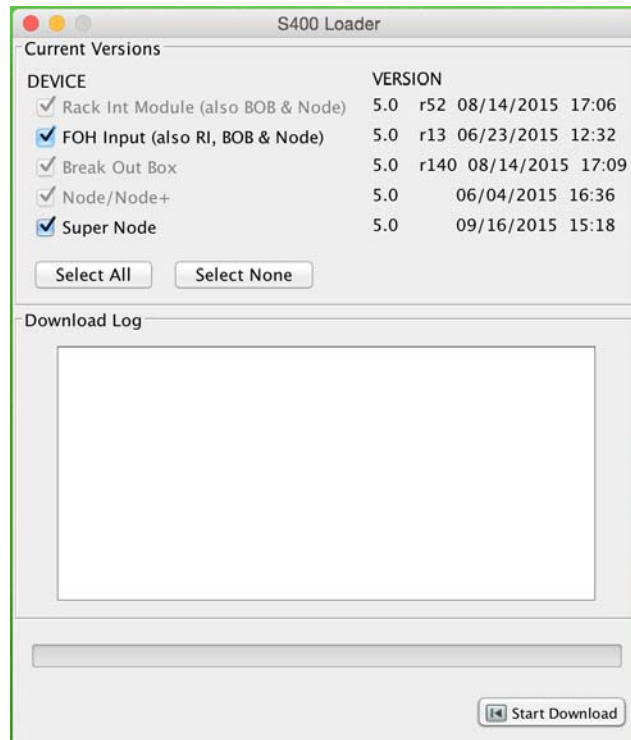 S400 Loader
Current Versions
DEVICE VERSION
Rack Int Module (also BOB & Node) 5.0 r52 08/14/2015 17:06
FOH Input (also RI, BOB & Node) 5.0 r13 06/23/2015 12:32
Break Out Box 5.0 r140 08/14/2015 17:09
Node/Node+ 5.0 06/04/2015 16:36
Super Node 5.0 09/16/2015 15:18
Select All Select None
Download Log
Start Download